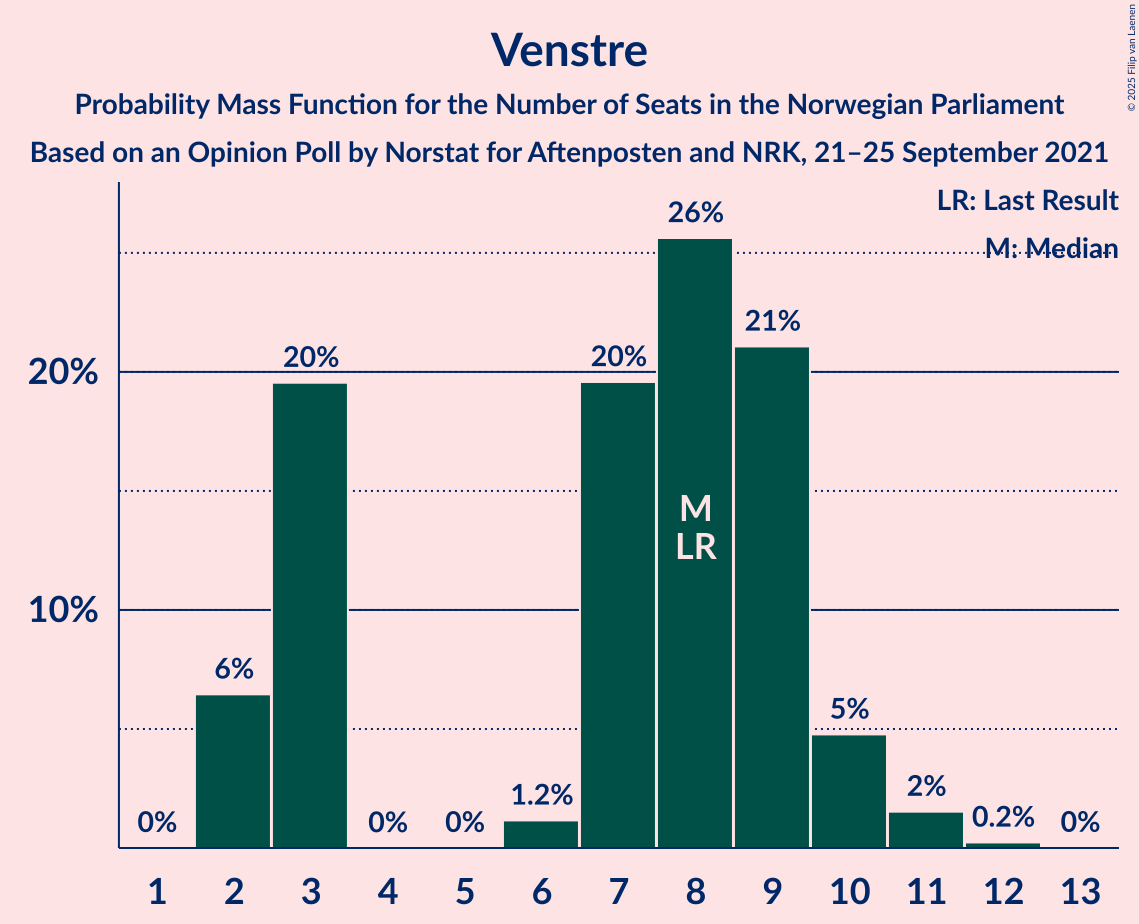 Venstre
Probability Mass Function for the Number of Seats in the Norwegian Parliament
Based on an Opinion Poll by Norstat for Aftenposten and NRK, 21–25 September 2021
© 2025 Filip van Laenen
LR: Last Result
M: Median
20%
10%
0%
6%
20%
0%
0%
1.2%
20%
26%
21%
5%
2%
0.2%
0%
M
LR
1 2 3 4 5 6 7 8 9 10 11 12 13